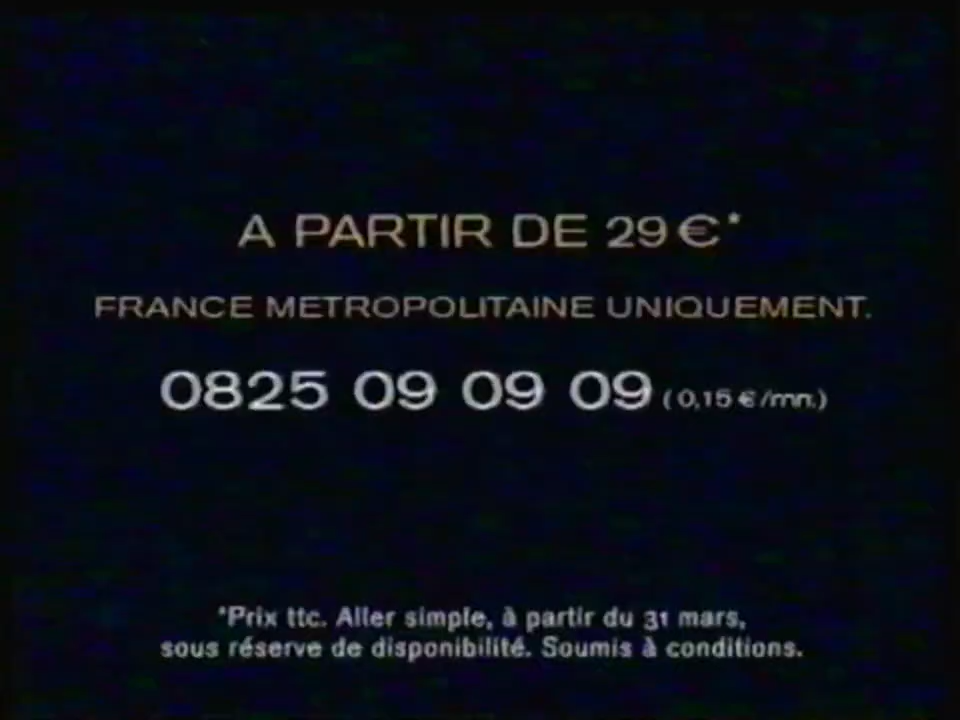 A PARTIR DE 29 €*
FRANCE METROPOLITAINE UNIQUEMENT.
0825 09 09 09 (0,15 €/mn.)
*Prix ttc. Aller simple, à partir du 31 mars,
sous réserve de disponibilité. Soumis à conditions.